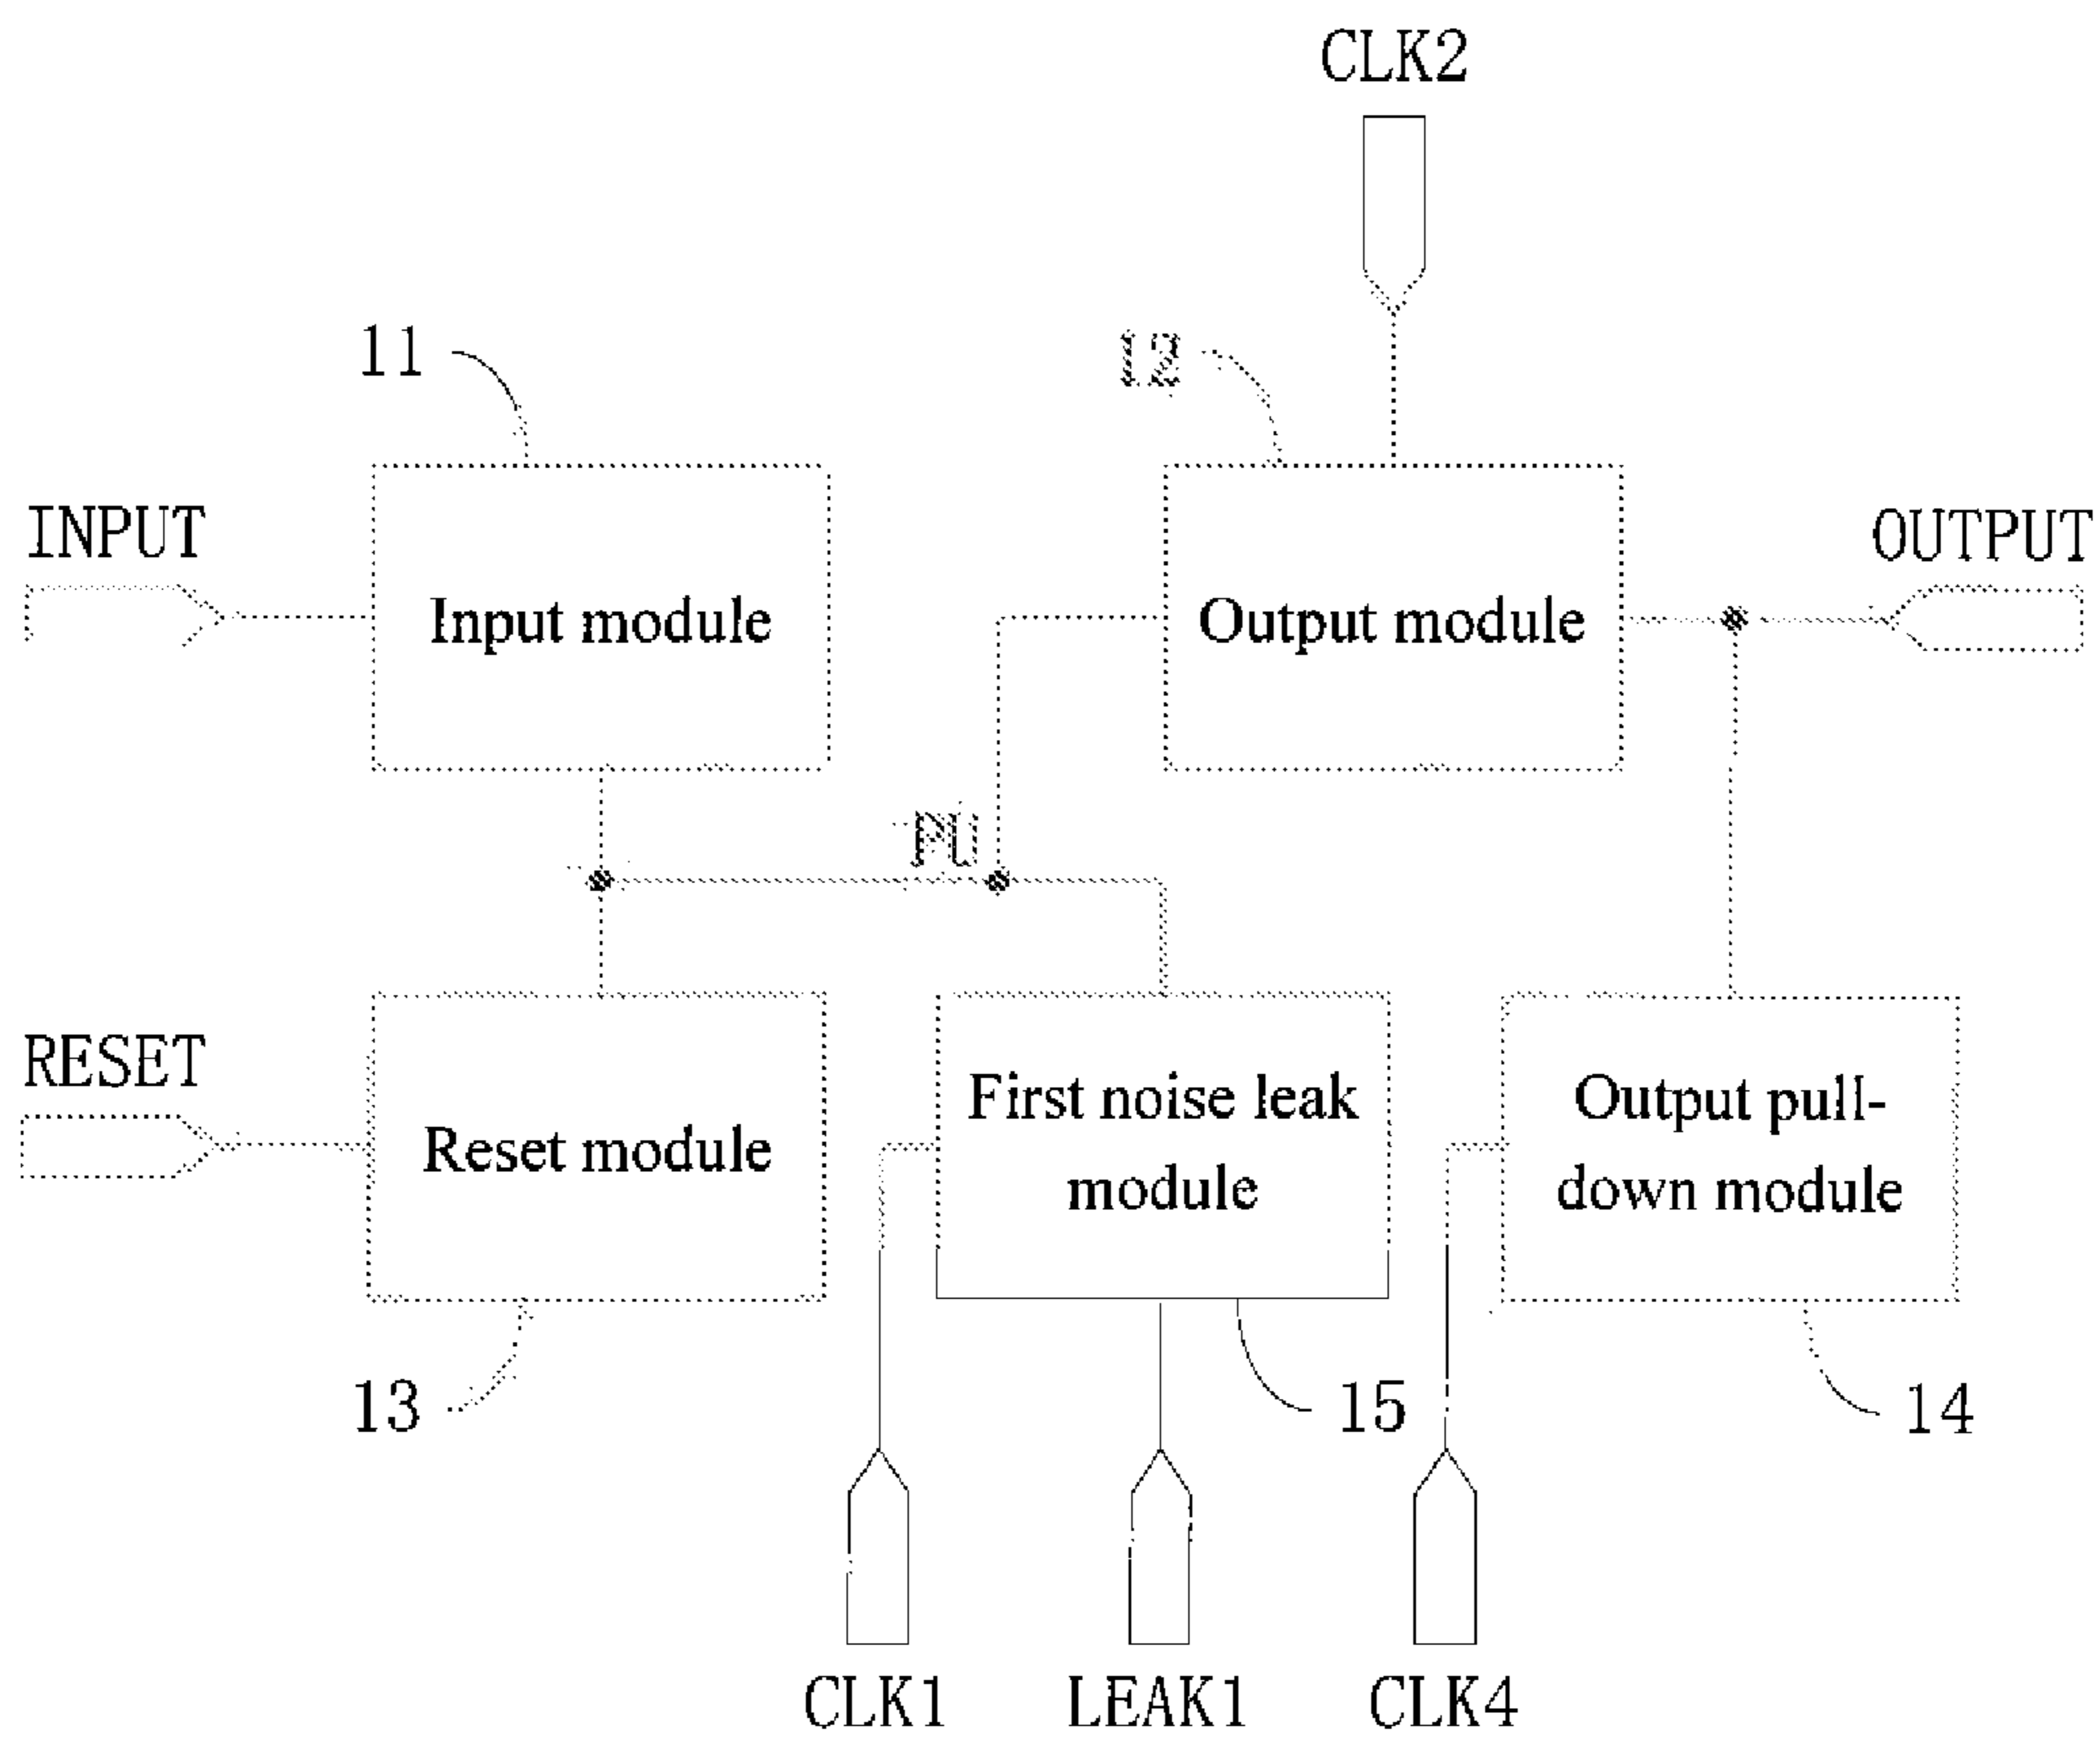 CLK2
11
12
INPUT
OUTPUT
Input module
Output module
PU
RESET
Reset module
First noise leak
module
Output pull-
down module
13
15
14
CLK1
LEAK1
CLK4